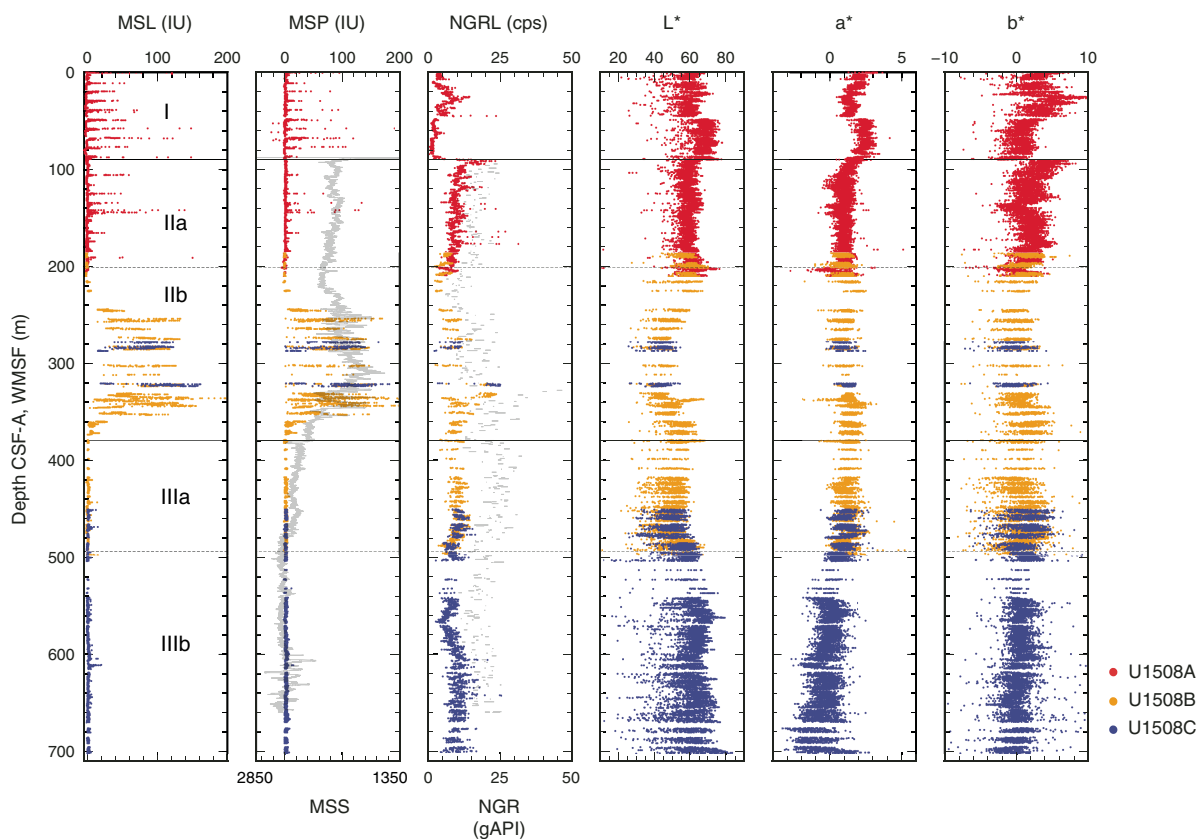 MSL (IU) MSP (IU) NGRL (cps) L* a* b*
0 100 200 0 100 200 0 25 50 20 40 60 80 0 5 −10 0 10
0
100
200
300
400
500
600
700
Depth CSF-A, WMSF (m)
I
IIa
IIb
IIIa
IIIb
U1508A
U1508B
U1508C
2850 1350 0 25 50
MSS NGR
(gAPI)